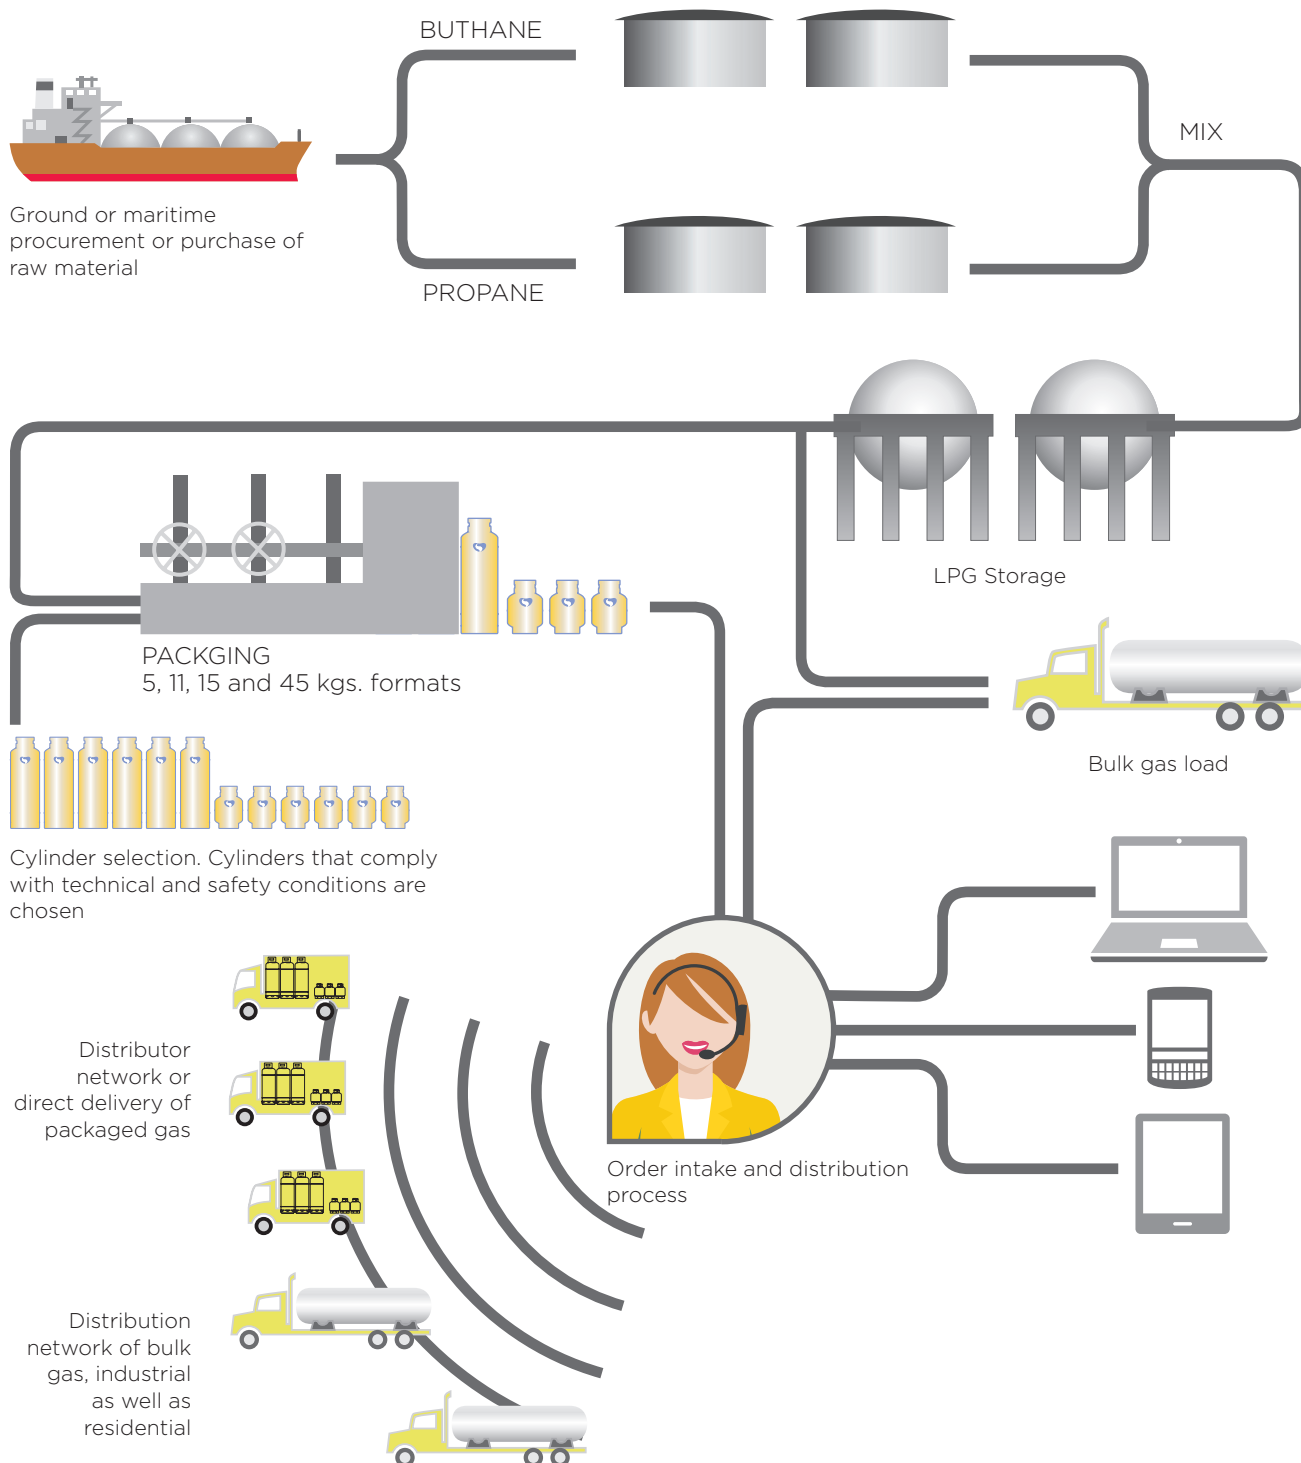 BUTHANE
MIX
Ground or maritime
procurement or purchase of
raw material
PROPANE
LPG Storage
PACKGING
5, 11, 15 and 45 kgs. formats
Bulk gas load
Cylinder selection. Cylinders that comply
with technical and safety conditions are
chosen
Distributor
network or
direct delivery of
packaged gas
Order intake and distribution
process
Distribution
network of bulk
gas, industrial
as well as
residential